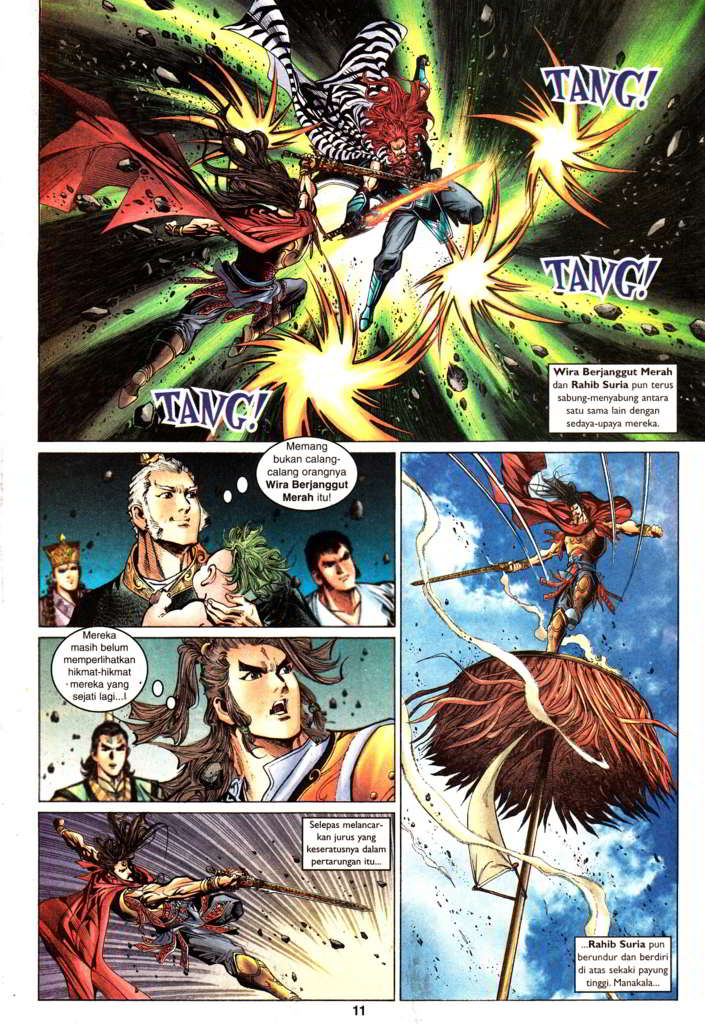 TANG!
TANG!
TANG!
Wira Berjanggut Merah
dan Rahib Suria pun terus
sabung-menyabung antara
satu sama lain dengan
sedaya-upaya mereka.
Memang
bukan calang-
calang orangnya
Wira Berjanggut
Merah itu!
Mereka
masih belum
memperlihatkan
hikmat-hikmat
mereka yang
sejati lagi...!
Selepas melancar-
kan jurus yang
keseratusnya dalam
pertarungan itu...
...Rahib Suria pun
berundur dan berdiri
di atas sekaki payung
tinggi. Manakala...
11